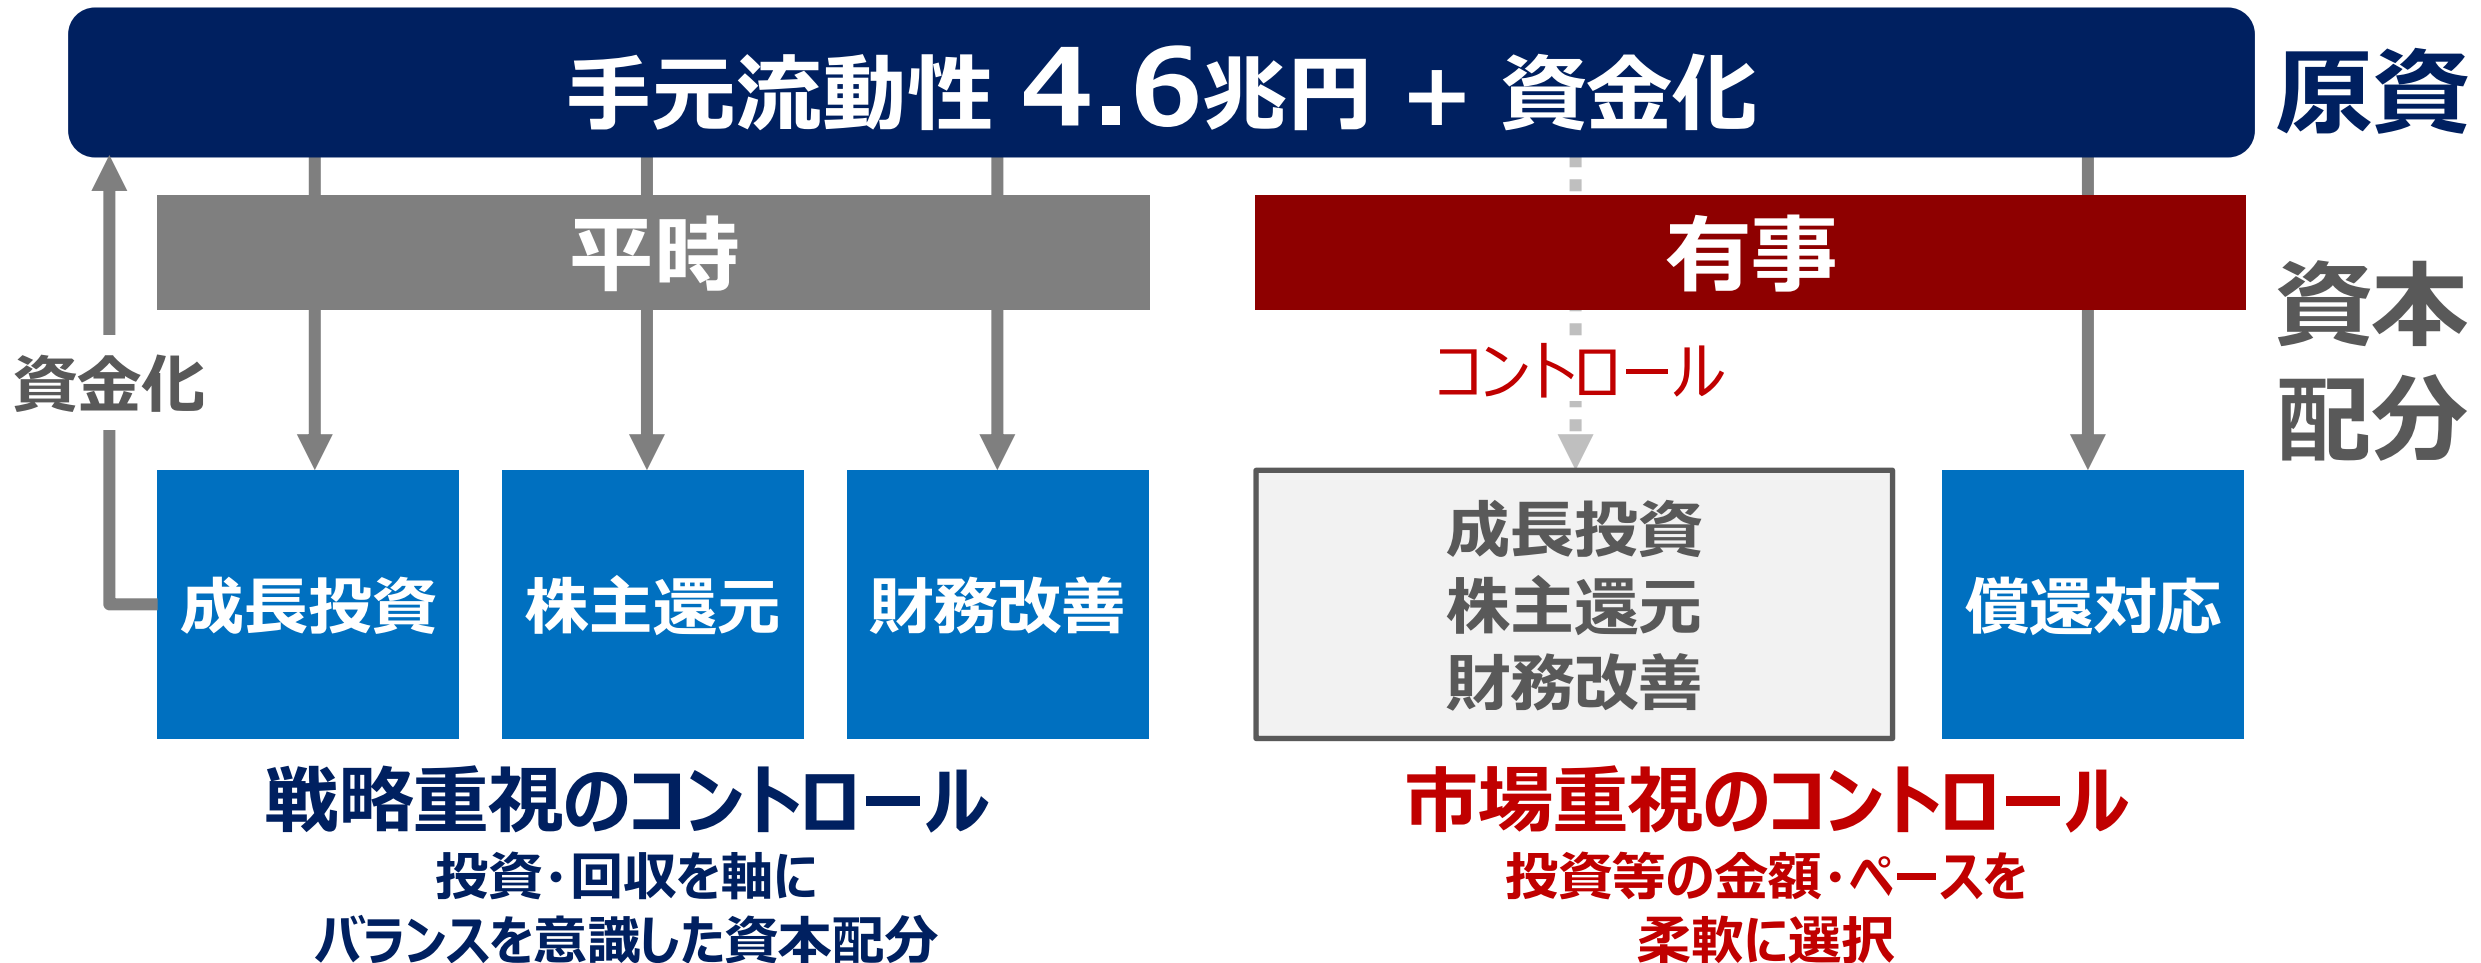 手元流動性 4.6兆円 + 資金化
原資
平時
有事
資本
配分
コントロール
資金化
成長投資
株主還元
財務改善
成長投資
株主還元
財務改善
償還対応
戦略重視のコントロール
投資・回収を軸に
バランスを意識した資本配分
市場重視のコントロール
投資等の金額・ペースを
柔軟に選択